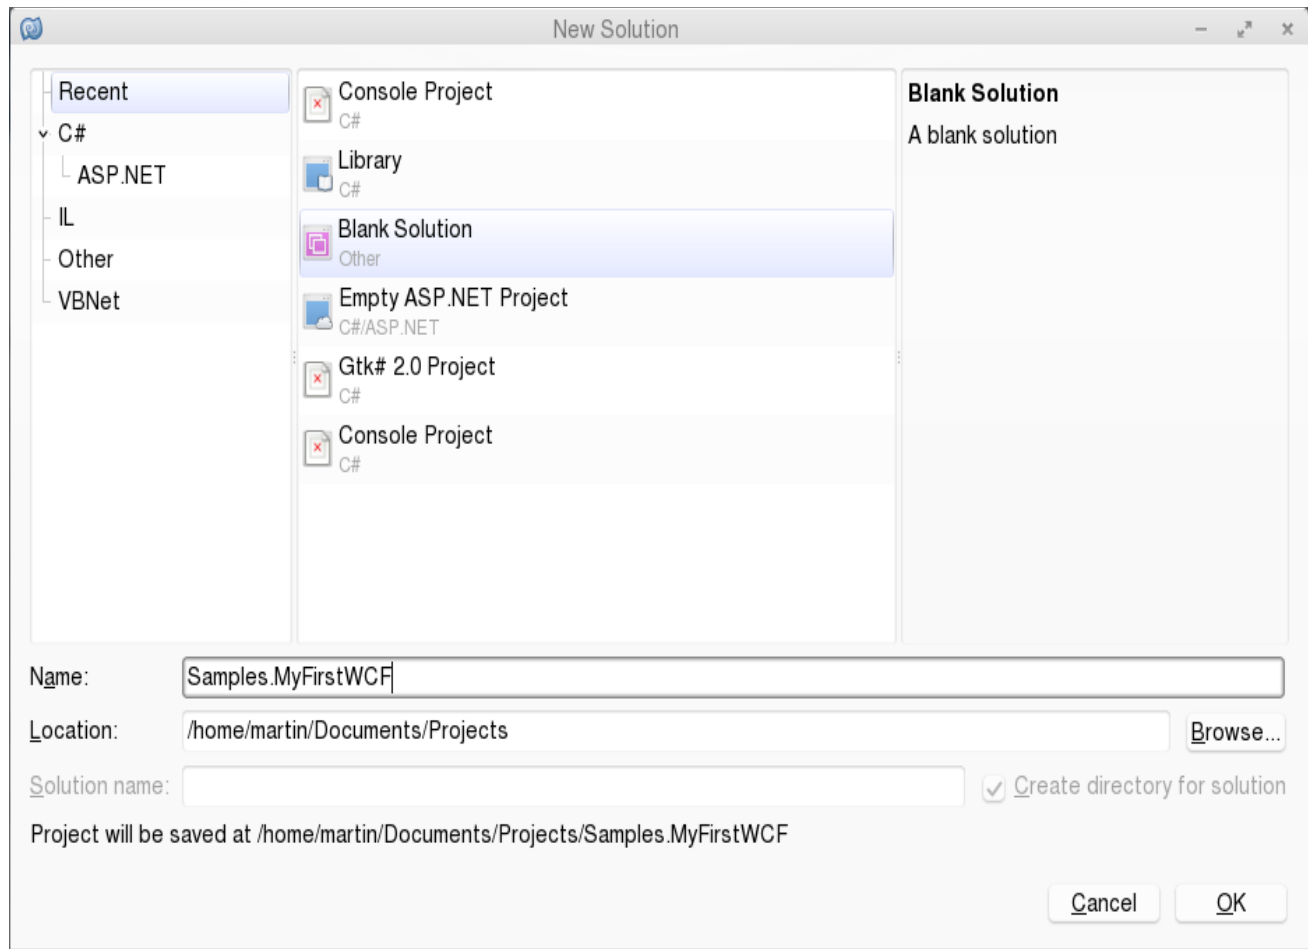 New Solution
Recent
C#
ASP.NET
IL
Other
VBNet
Console Project
C#
Library
C#
Blank Solution
Other
Empty ASP.NET Project
C#/ASP.NET
Gtk# 2.0 Project
C#
Console Project
C#
Blank Solution
A blank solution
Name: Samples.MyFirstWCF
Location: /home/martin/Documents/Projects Browse...
Solution name: Create directory for solution
Project will be saved at /home/martin/Documents/Projects/Samples.MyFirstWCF
Cancel OK